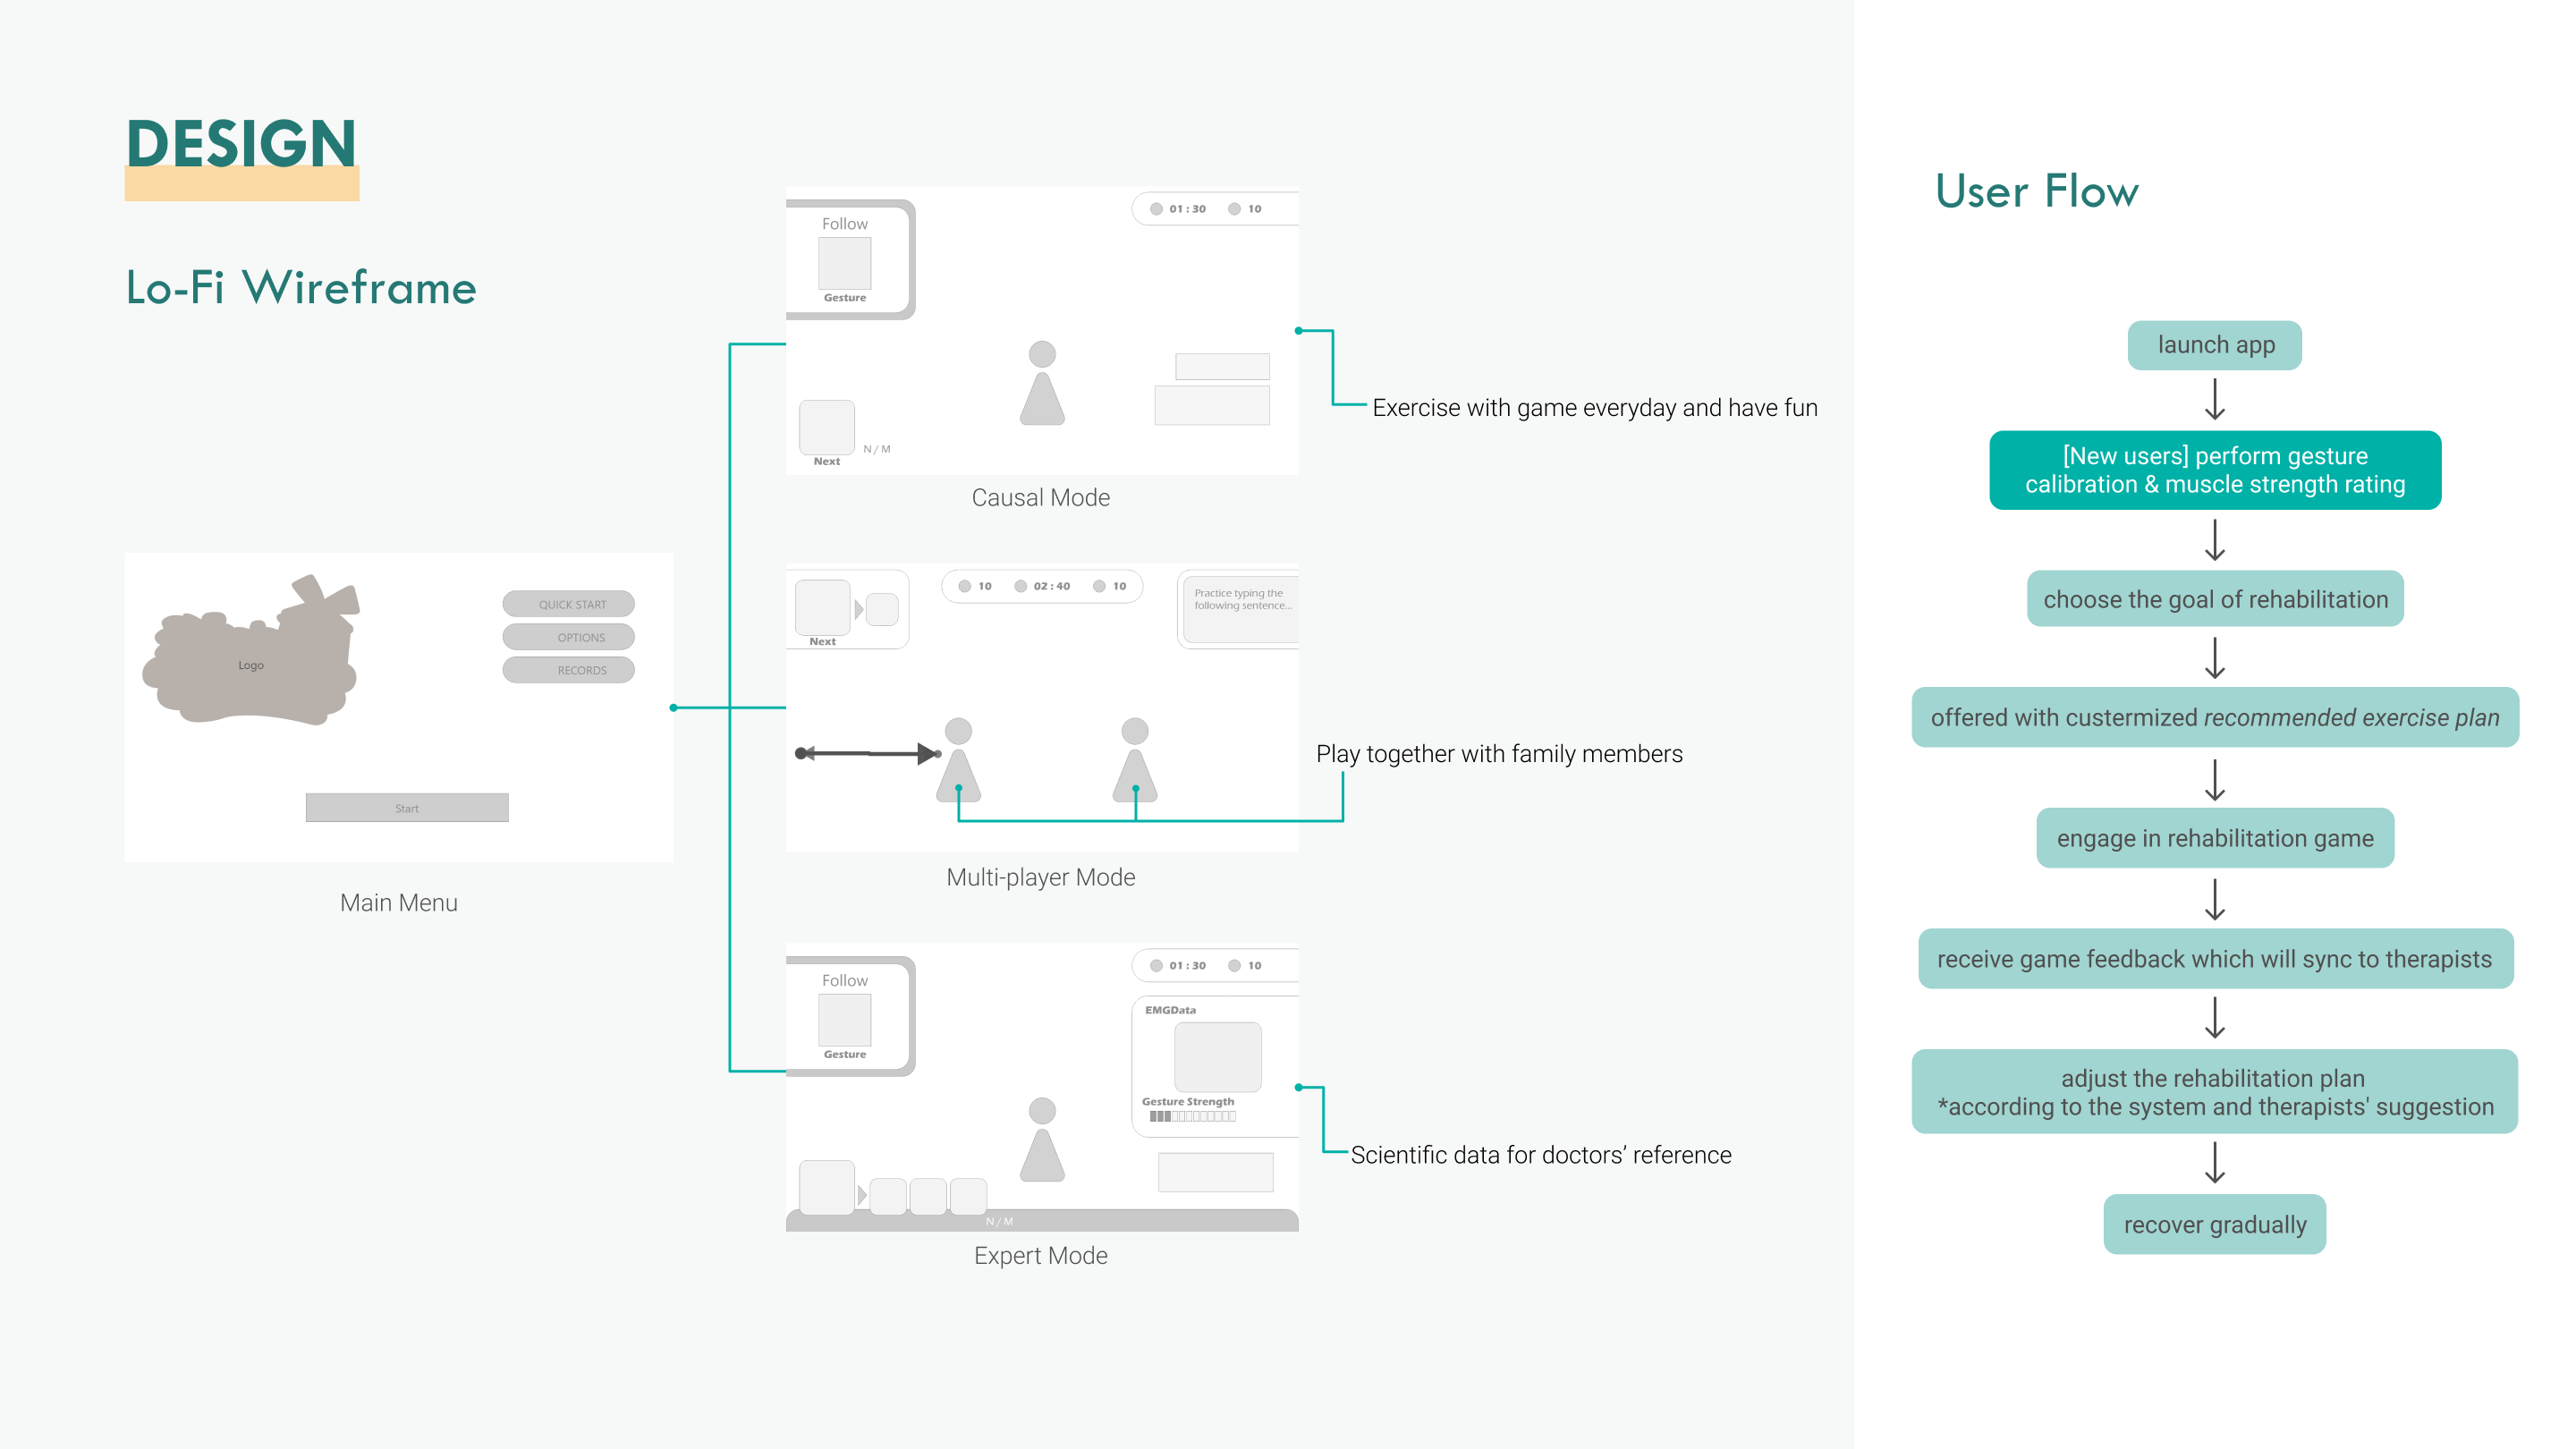 DESIGN
Lo-Fi Wireframe
Logo
QUICK START
OPTIONS
RECORDS
Start
Main Menu
Follow
Gesture
01 : 30 10
Next
N / M
Causal Mode
Exercise with game everyday and have fun
Next
10 02 : 40 10
Practice typing the
following sentence...
Play together with family members
Multi-player Mode
Follow
Gesture
01 : 30 10
EMGData
Gesture Strength
N / M
Expert Mode
Scientific data for doctors’ reference
User Flow
launch app
[New users] perform gesture
calibration & muscle strength rating
choose the goal of rehabilitation
offered with custermized recommended exercise plan
engage in rehabilitation game
receive game feedback which will sync to therapists
adjust the rehabilitation plan
*according to the system and therapists' suggestion
recover gradually